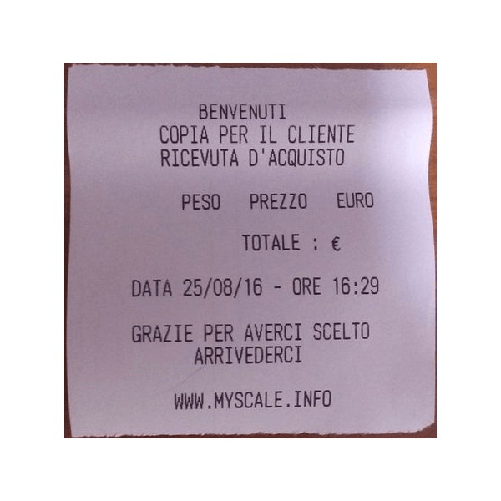 BENVENUTI
COPIA PER IL CLIENTE
RICEVUTA D'ACQUISTO
PESO PREZZO EURO
TOTALE : €
DATA 25/08/16 - ORE 16:29
GRAZIE PER AVERCI SCELTO
ARRIVEDERCI
WWW.MYSCALE.INFO